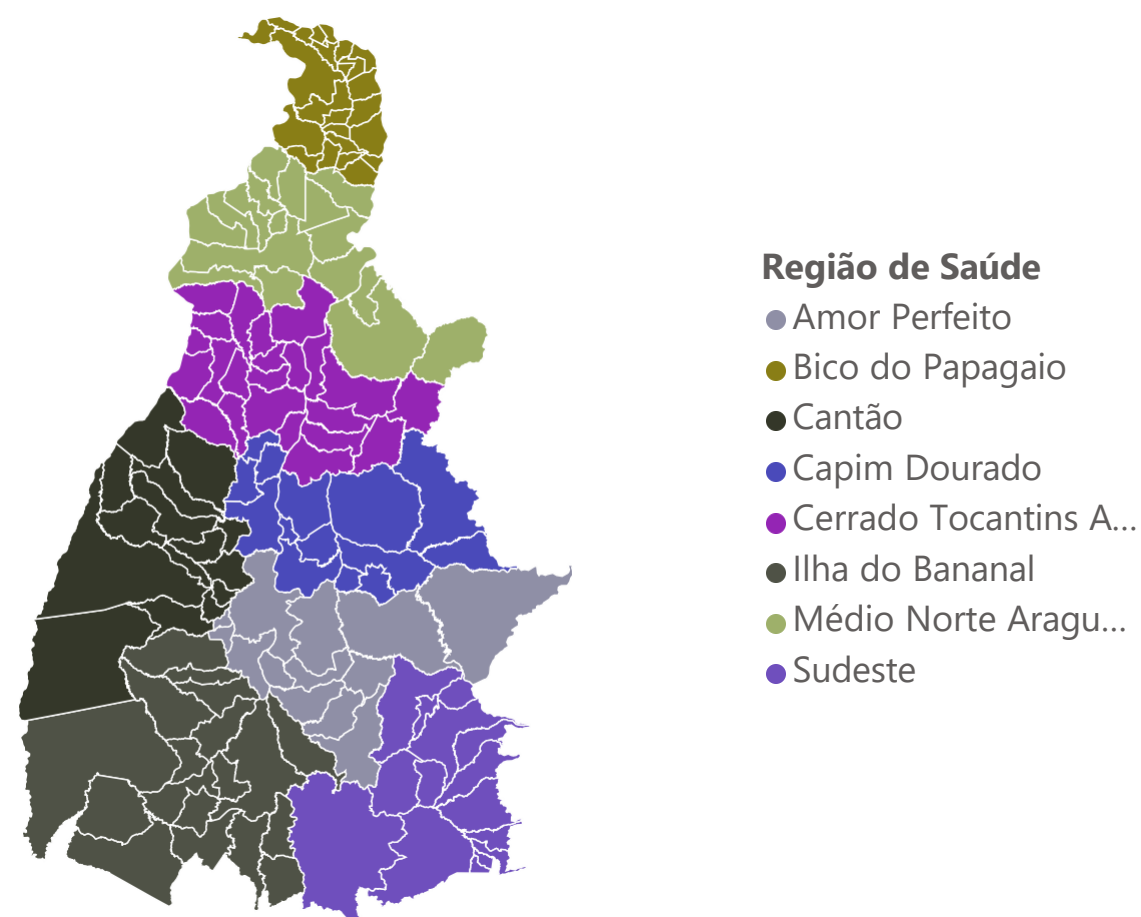 Região de Saúde
Amor Perfeito
Bico do Papagaio
Cantão
Capim Dourado
Cerrado Tocantins A...
Ilha do Bananal
Médio Norte Aragu...
Sudeste